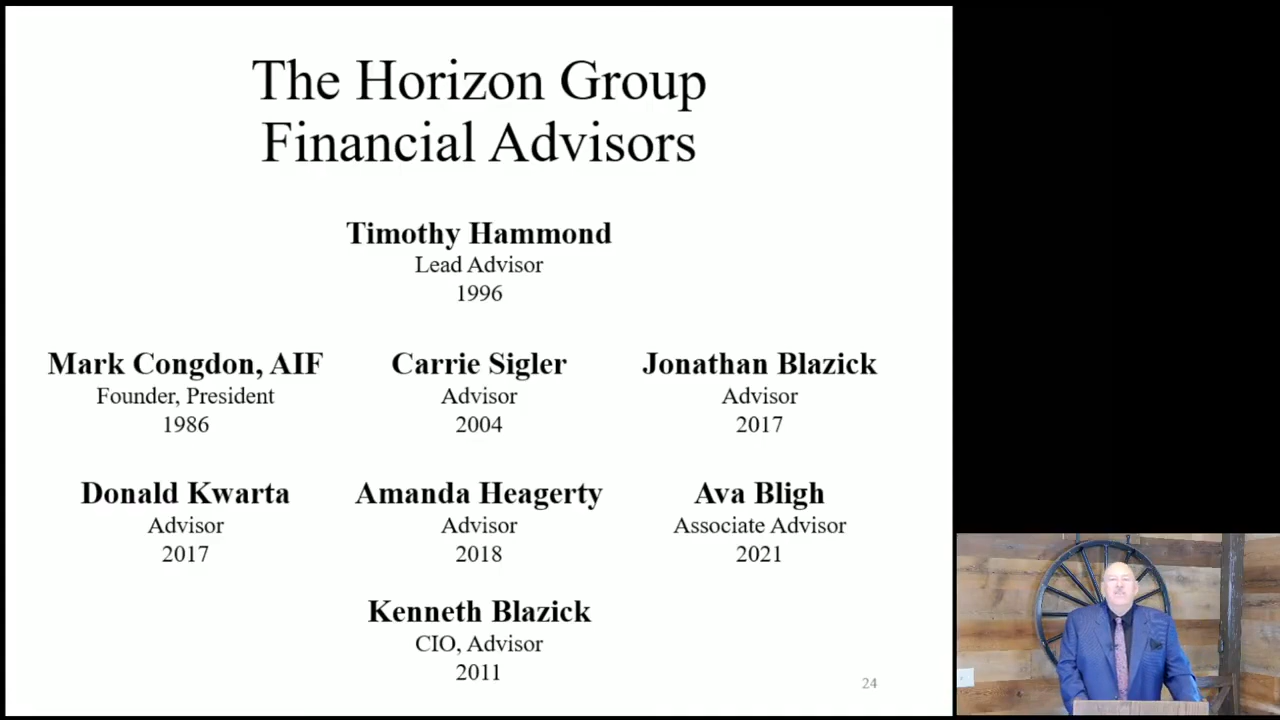 The Horizon Group
Financial Advisors
Timothy Hammond
Lead Advisor
1996
Mark Congdon, AIF
Founder, President
1986
Carrie Sigler
Advisor
2004
Jonathan Blazick
Advisor
2017
Donald Kwarta
Advisor
2017
Amanda Heagerty
Advisor
2018
Ava Bligh
Associate Advisor
2021
Kenneth Blazick
CIO, Advisor
2011
24